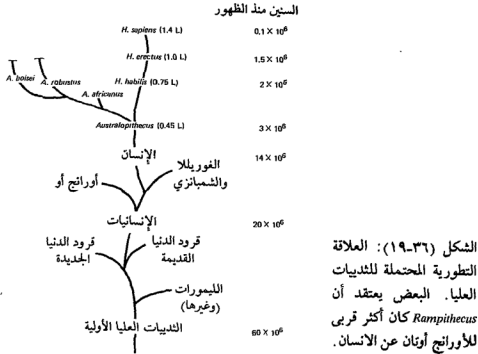 السنين منذ الظهور
H. sapiens (1.4 L)
0,1 X 10⁶
H. erectus (1.0 L)
1.5 X 10⁶
A. boisei
A. robustus
H. habilis (0.75 L)
2 X 10⁶
A. africanus
Australopithecus (0.45 L)
3 X 10⁶
الإنسان
14 X 10⁶
الغوريللا
والشمبانزي
أورانج أو
الإنسانيات
20 X 10⁶
قرود الدنيا
الجديدة
قرود الدنيا
القديمة
الليمورات
(وغيرها)
الثدييات العليا الأولية
60 X 10⁶
الشكل (٣٦-١٩): العلاقة
التطورية المحتملة للثدييات
العليا. البعض يعتقد أن
Rampithecus كان أكثر قربى
للأورانج أوتان عن الانسان.